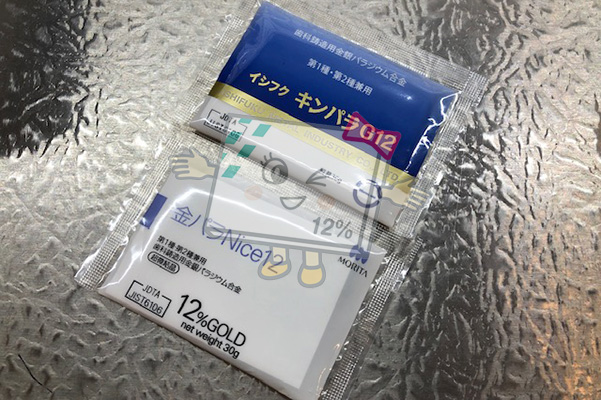 歯科鋳造用金銀パラジウム合金
第1種・第2種兼用
イシフク キンパラG12
INDUSTRY
JDTA
12%
金パラNice12
MORITA
第1種・第2種兼用
歯科鋳造用金銀パラジウム合金
JDTA
JIST6106
12%GOLD
net weight 30g